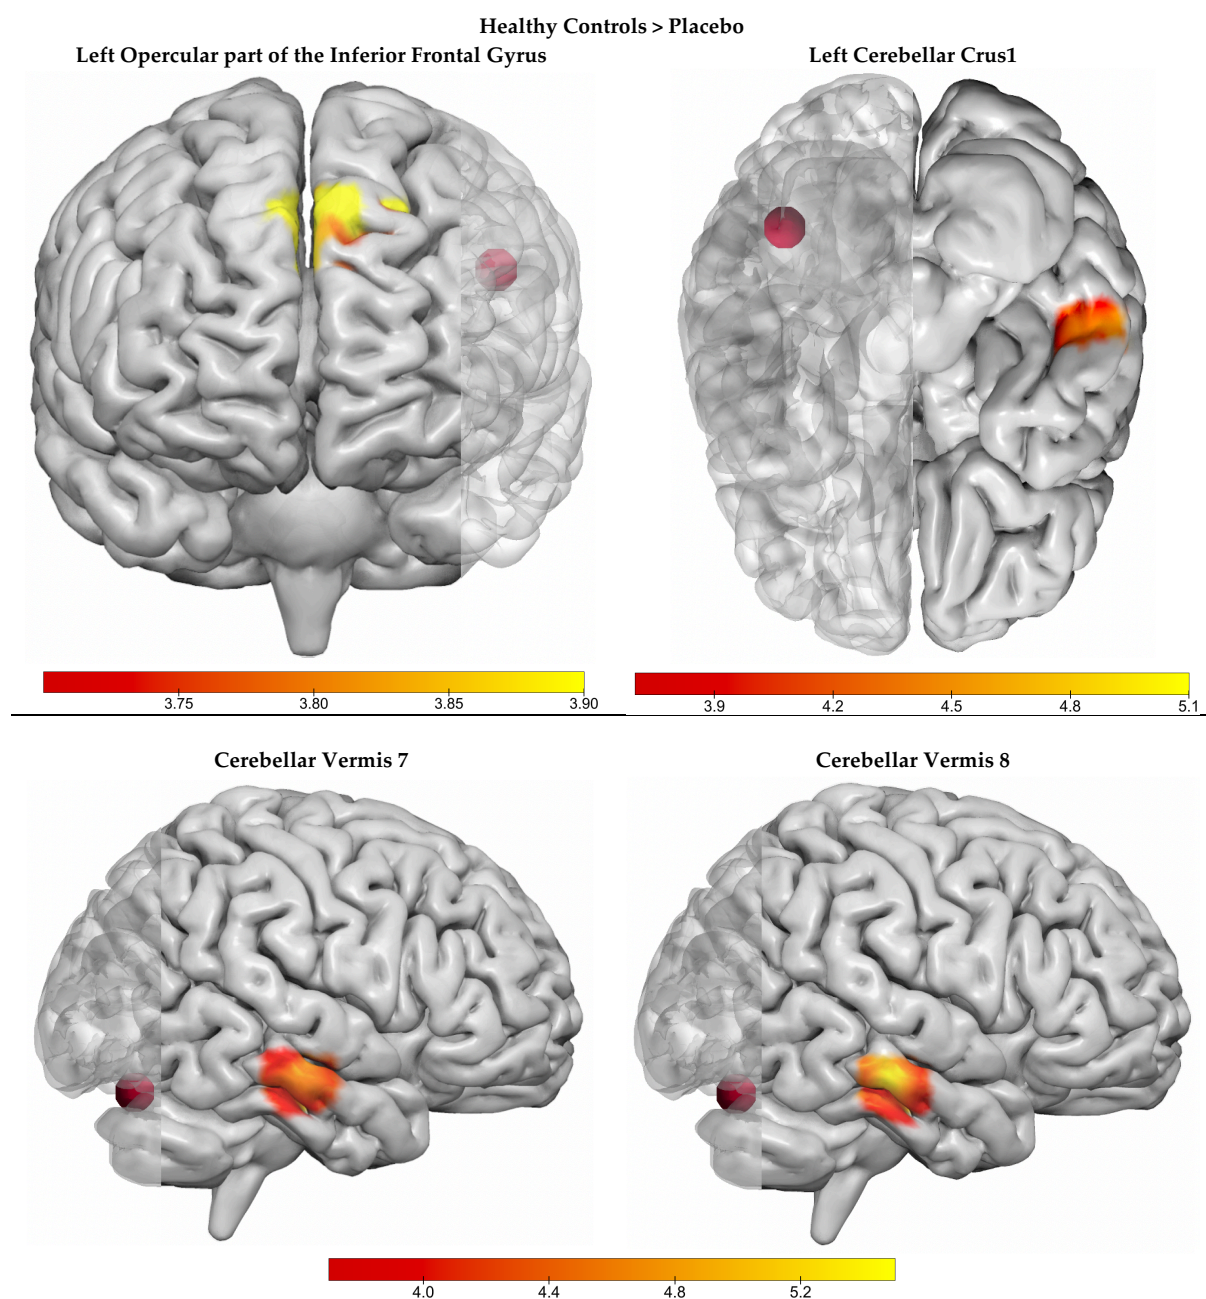 Healthy Controls > Placebo
Left Opercular part of the Inferior Frontal Gyrus
Left Cerebellar Crus1
3.75 3.80 3.85 3.90
3.9 4.2 4.5 4.8 5.1
Cerebellar Vermis 7
Cerebellar Vermis 8
4.0 4.4 4.8 5.2